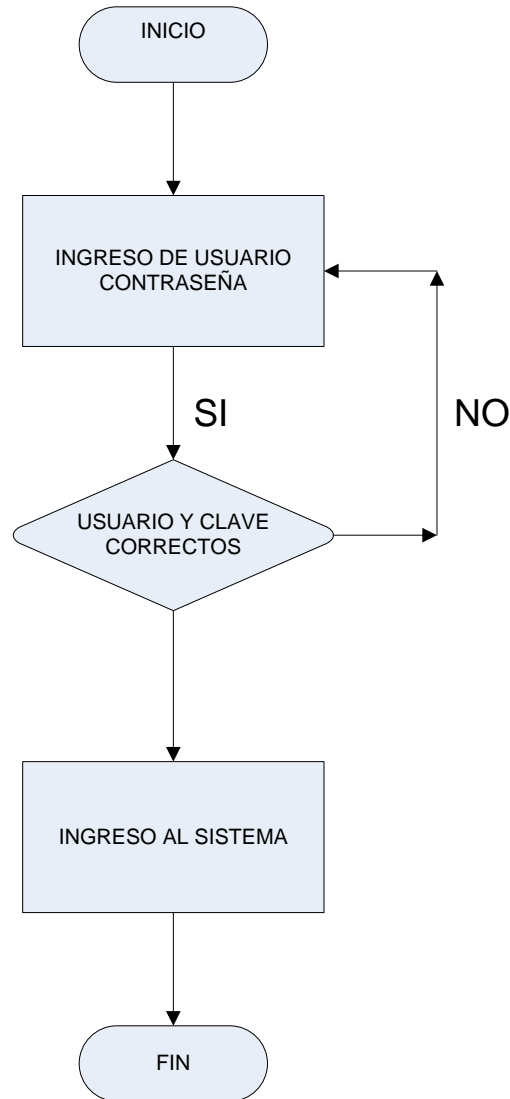 INICIO
INGRESO DE USUARIO
CONTRASEÑA
SI
NO
USUARIO Y CLAVE
CORRECTOS
INGRESO AL SISTEMA
FIN